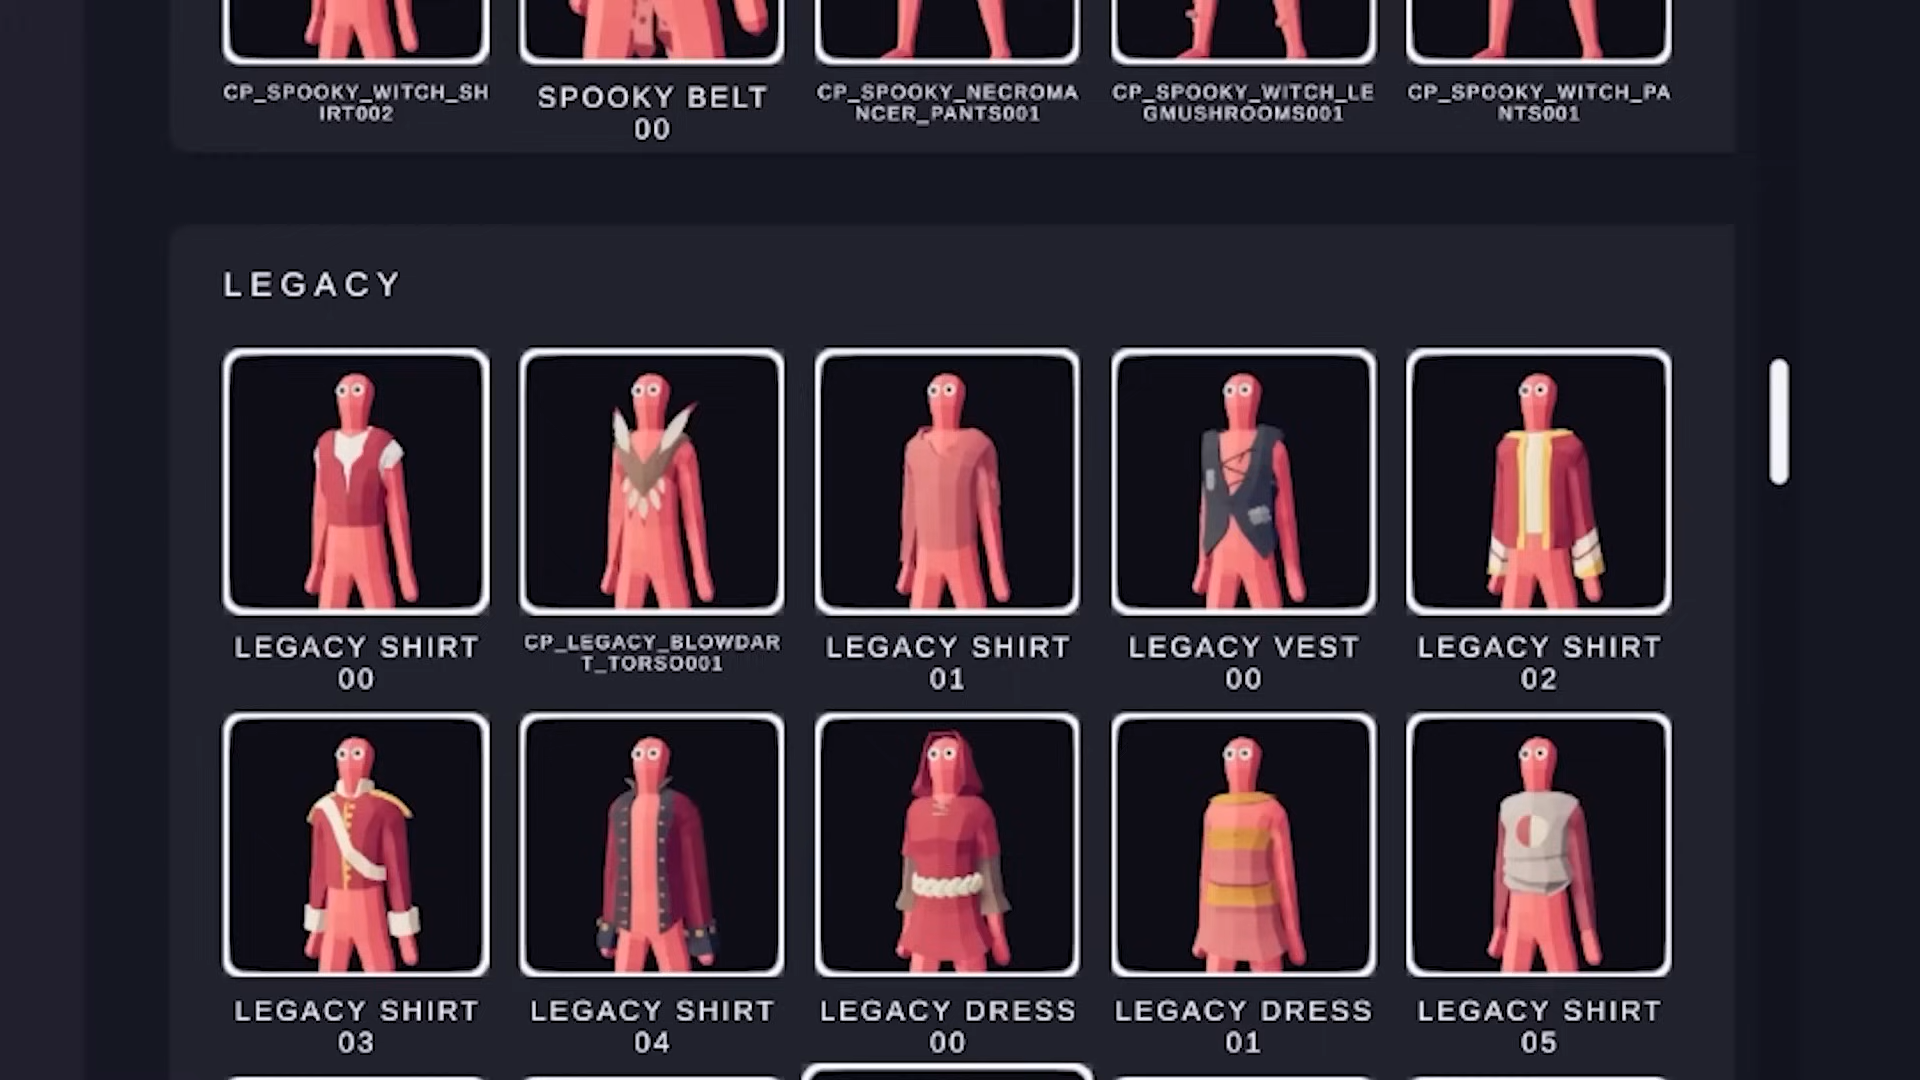 CP_SPOOKY_WITCH_SH
IRT002
SPOOKY BELT
00
CP_SPOOKY_NECROMA
NCER_PANTS001
CP_SPOOKY_WITCH_LE
GMUSHROOMS001
CP_SPOOKY_WITCH_PA
NTS001
LEGACY
LEGACY SHIRT
00
CP_LEGACY_BLOWDAR
T_TORSO001
LEGACY SHIRT
01
LEGACY VEST
00
LEGACY SHIRT
02
LEGACY SHIRT
03
LEGACY SHIRT
04
LEGACY DRESS
00
LEGACY DRESS
01
LEGACY SHIRT
05